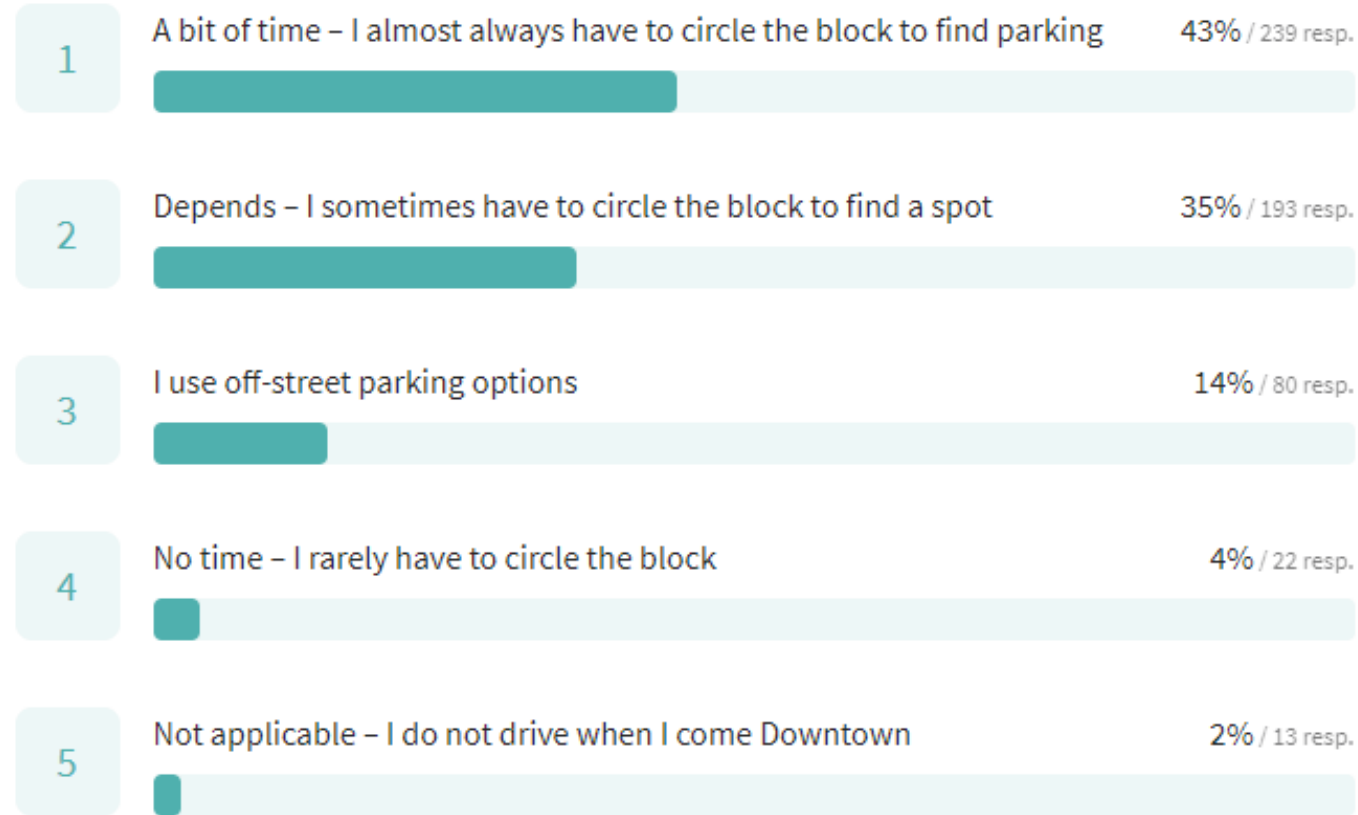 1
A bit of time – I almost always have to circle the block to find parking 43% / 239 resp.
2
Depends – I sometimes have to circle the block to find a spot 35% / 193 resp.
3
I use off-street parking options 14% / 80 resp.
4
No time – I rarely have to circle the block 4% / 22 resp.
5
Not applicable – I do not drive when I come Downtown 2% / 13 resp.